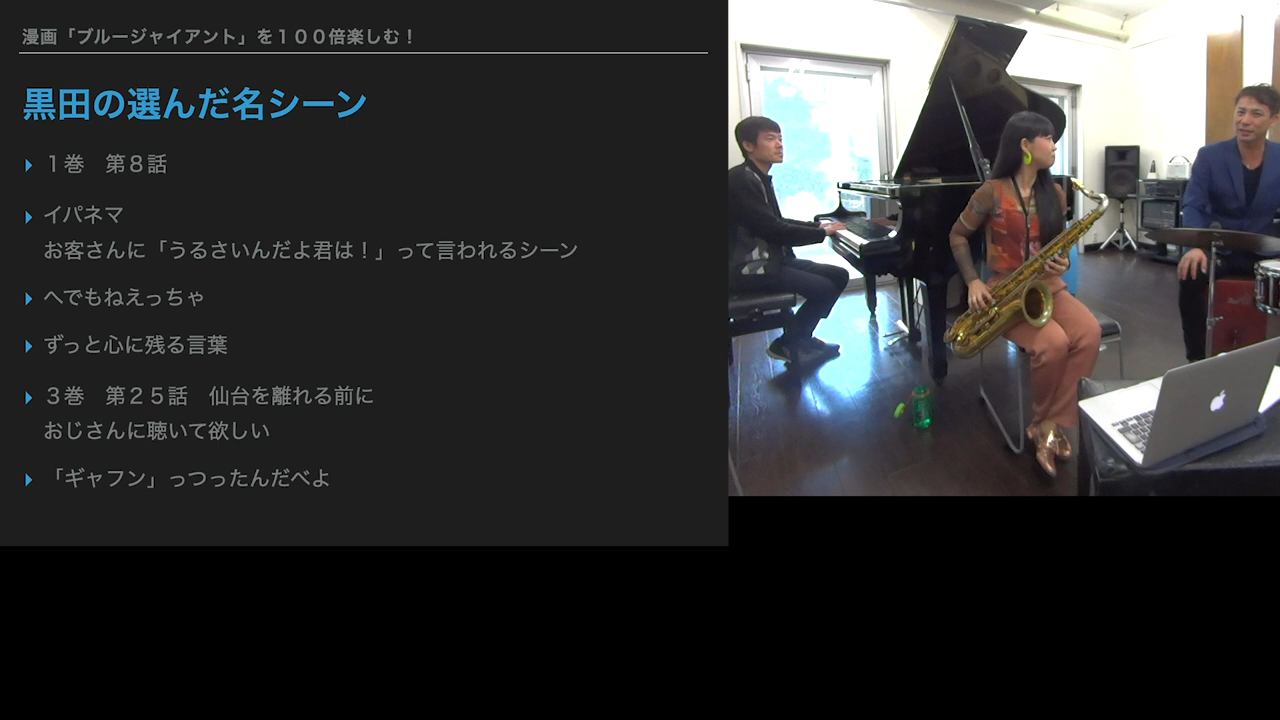 漫画「ブルージャイアント」を１００倍楽しむ！
黒田の選んだ名シーン
１巻　第８話
イパネマ
お客さんに「うるさいんだよ君は！」って言われるシーン
へでもねえっちゃ
ずっと心に残る言葉
３巻　第２５話　仙台を離れる前に
おじさんに聴いて欲しい
「ギャフン」っつったんだべよ